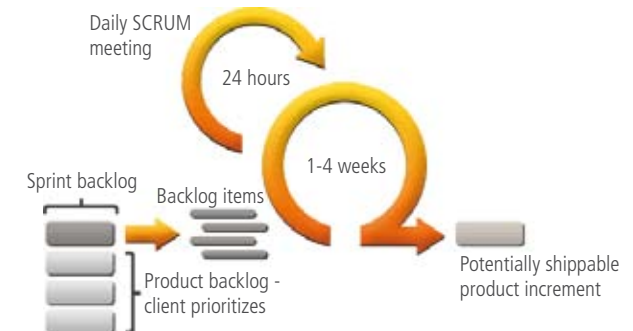 Daily SCRUM
meeting
24 hours
1-4 weeks
Sprint backlog
Backlog items
Product backlog -
client prioritizes
Potentially shippable
product increment